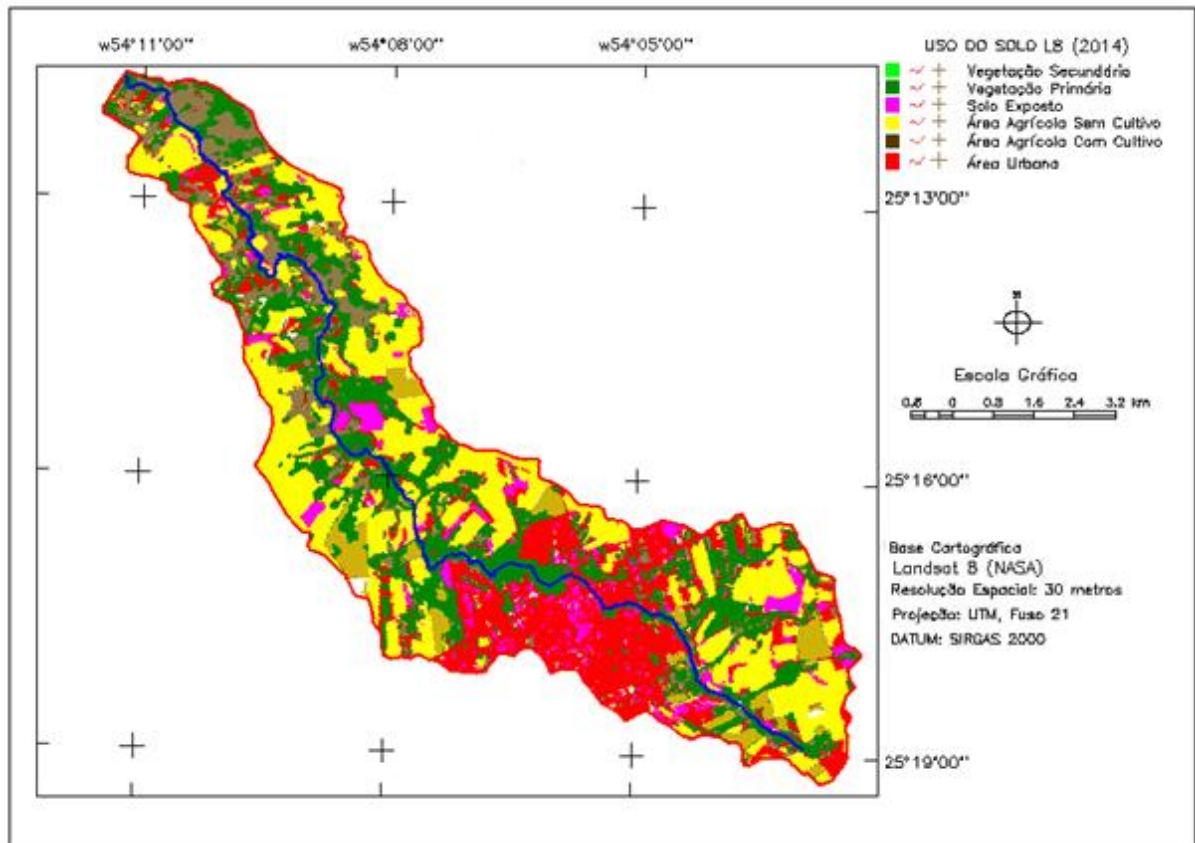 w54°11'00" w54°08'00" w54°05'00"
USO DO SOLO L8 (2014)
Vegetação Secundária
Vegetação Primária
Solo Exposto
Área Agrícola Sem Cultivo
Área Agrícola Com Cultivo
Área Urbana
25°13'00"
N
Escala Gráfica
0.8 0 0.8 1.6 2.4 3.2 km
25°16'00"
Base Cartográfica
Landsat 8 (NASA)
Resolução Espacial: 30 metros
Projeção: UTM, Fuso 21
DATUM: SIRGAS 2000
25°19'00"